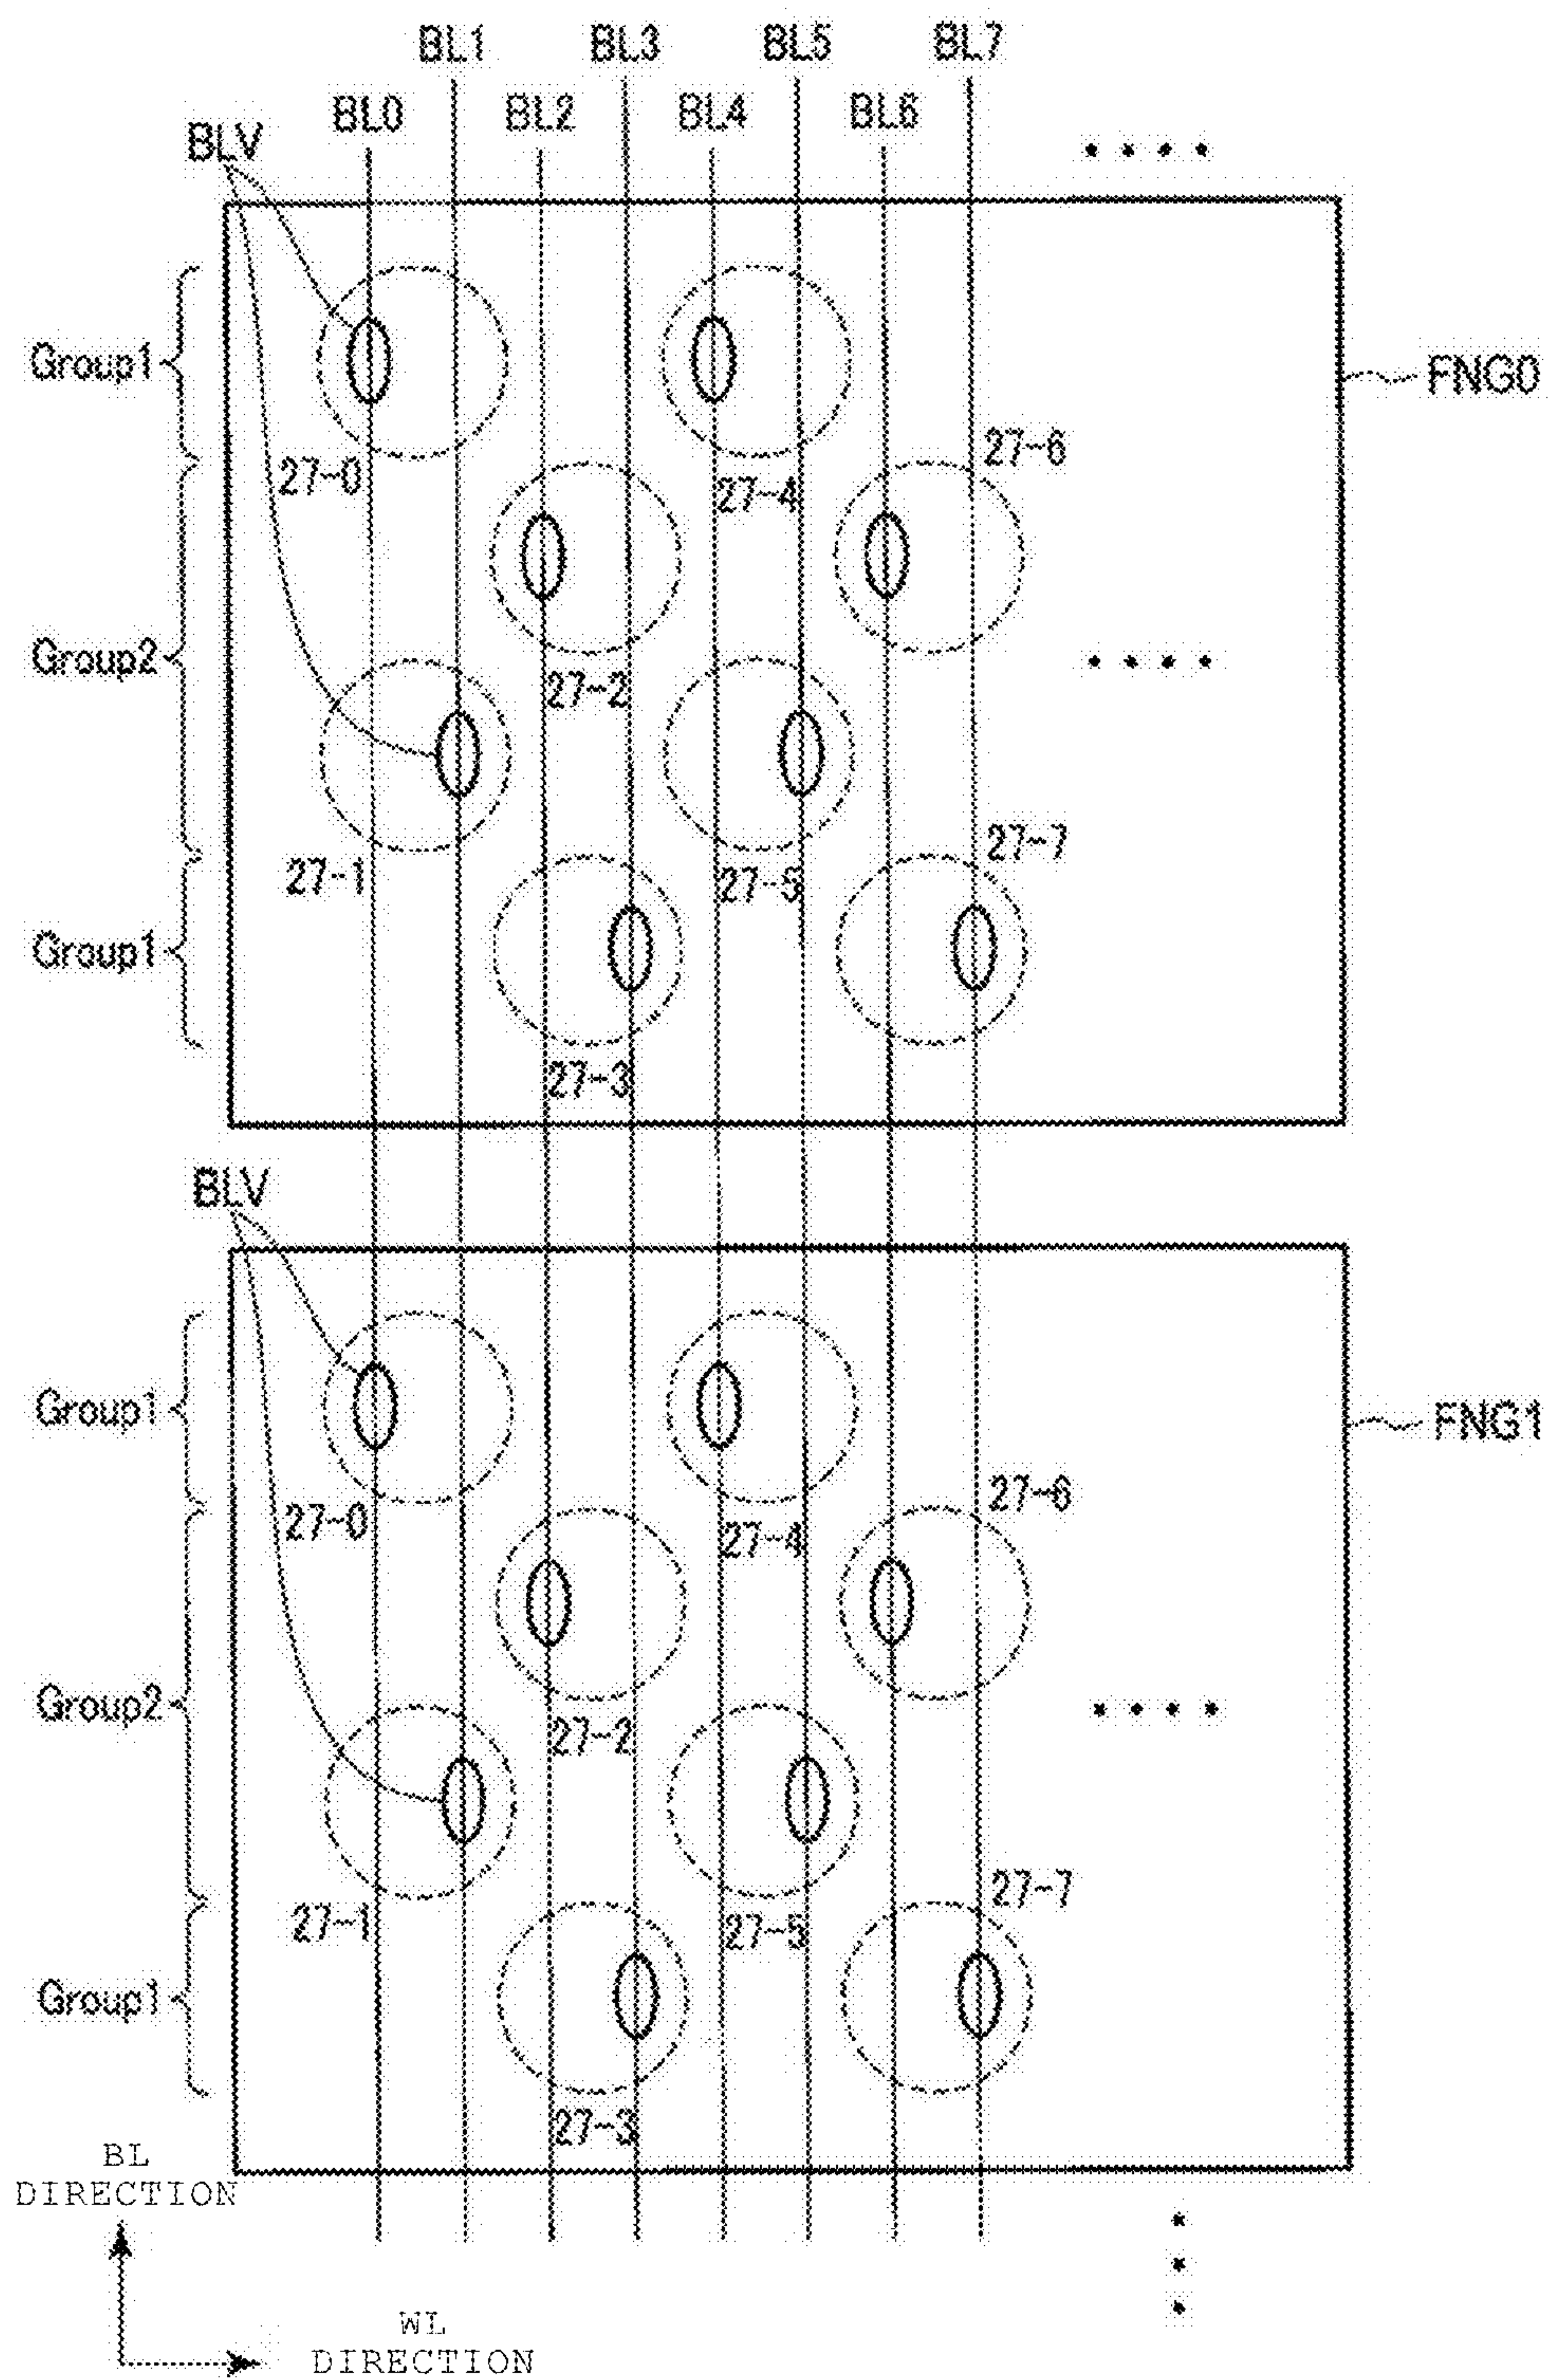 BL1 BL3 BL5 BL7
BL0 BL2 BL4 BL6
BLV
Group1
FNG0
27-6
27-0
27-4
Group2
27-2
27-7
27-1
27-5
Group1
27-3
BLV
Group1
FNG1
27-6
27-0
27-4
Group2
27-2
27-7
27-1
27-5
Group1
27-3
BL
DIRECTION
WL
DIRECTION